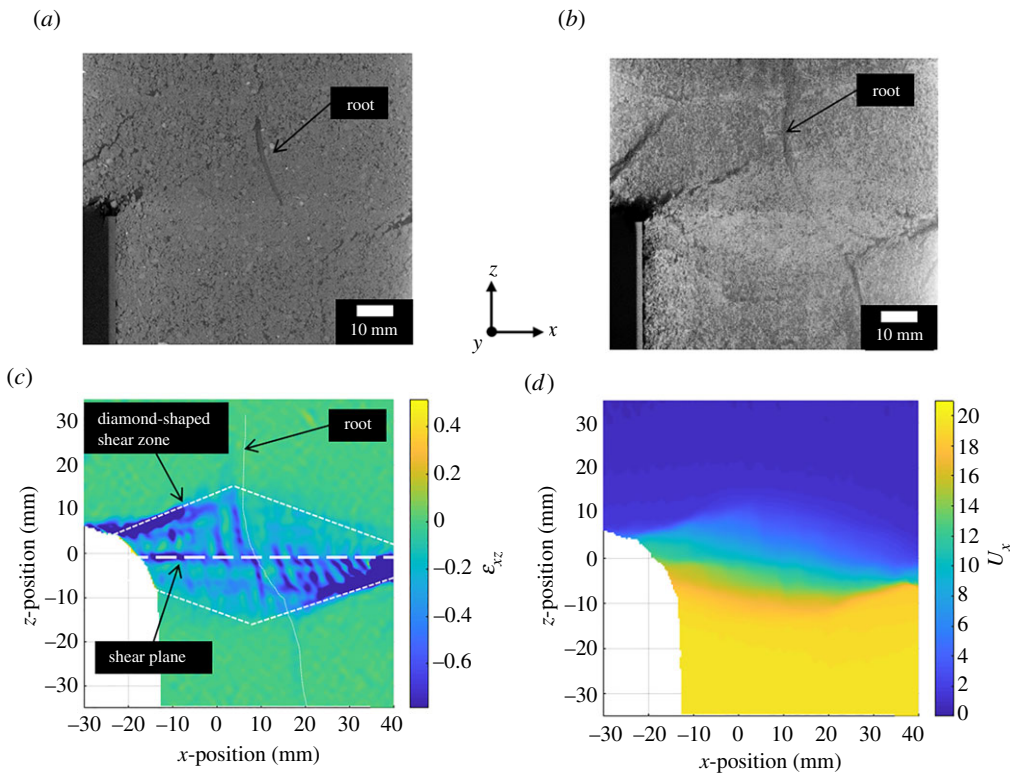 (a)
(b)
root
root
10 mm
10 mm
z
x
y
(c)
(d)
diamond-shaped
shear zone
root
shear plane
30
20
10
0
–10
–20
–30
z-position (mm)
–30 –20 –10 0 10 20 30 40
x-position (mm)
0.4
0.2
0
–0.2
–0.4
–0.6
εxz
30
20
10
0
–10
–20
–30
z-position (mm)
–30 –20 –10 0 10 20 30 40
x-position (mm)
20
18
16
14
12
10
8
6
4
2
0
Ux